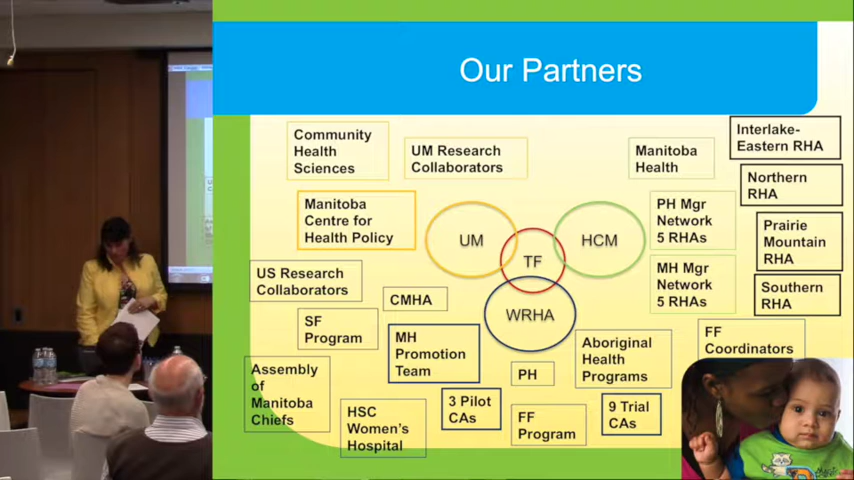 Our Partners
Community
Health
Sciences
UM Research
Collaborators
Manitoba
Health
Interlake-
Eastern RHA
Northern
RHA
Manitoba
Centre for
Health Policy
UM
HCM
TF
WRHA
PH Mgr
Network
5 RHAs
Prairie
Mountain
RHA
US Research
Collaborators
CMHA
MH Mgr
Network
5 RHAs
Southern
RHA
SF
Program
MH
Promotion
Team
Aboriginal
Health
Programs
FF
Coordinators
Assembly
of
Manitoba
Chiefs
PH
HSC
Women's
Hospital
3 Pilot
CAs
FF
Program
9 Trial
CAs